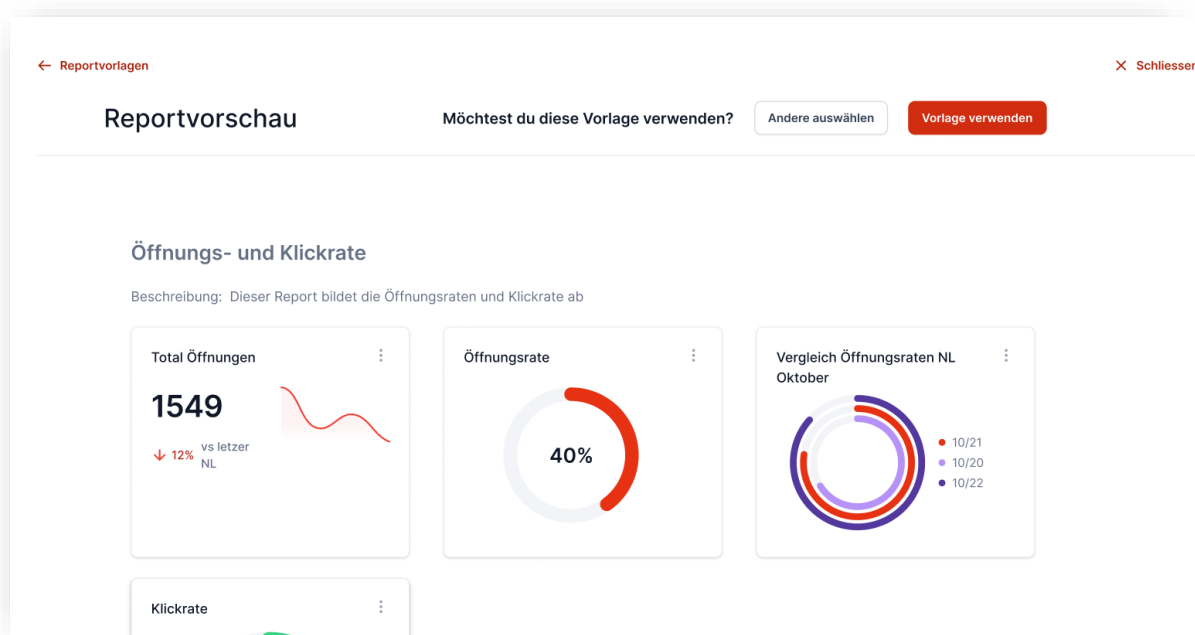 Reportvorlagen
Schliessen
Reportvorschau
Möchtest du diese Vorlage verwenden?
Andere auswählen
Vorlage verwenden
Öffnungs- und Klickrate
Beschreibung: Dieser Report bildet die Öffnungsraten und Klickrate ab
Total Öffnungen
1549
12%
vs letzer
NL
Öffnungsrate
40%
Vergleich Öffnungsraten NL
Oktober
10/21
10/20
10/22
Klickrate